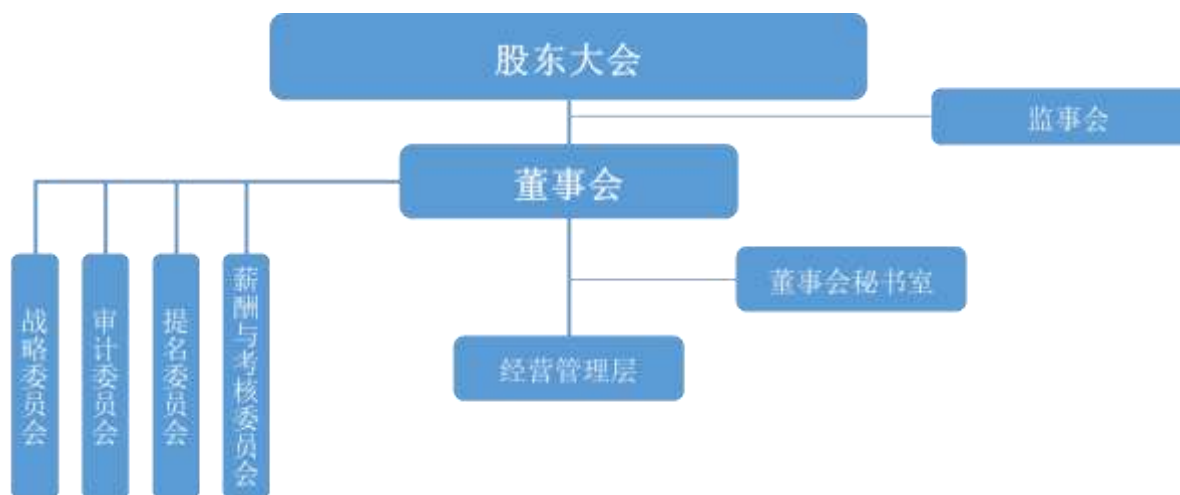 股东大会
监事会
董事会
董事会秘书室
经营管理层
战略委员会
审计委员会
提名委员会
薪酬与考核委员会